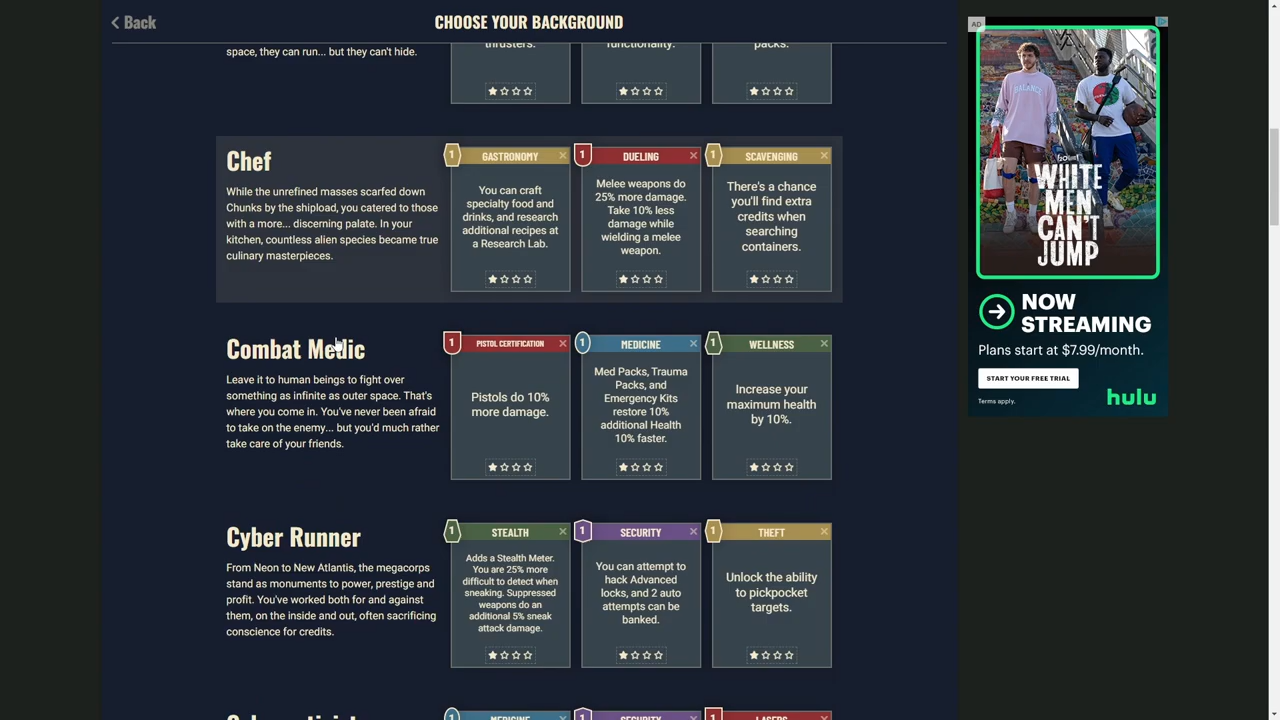 Back
CHOOSE YOUR BACKGROUND
space, they can run... but they can't hide.
thrusters.
functionality.
packs.
Chef
While the unrefined masses scarfed down
Chunks by the shipload, you catered to those
with a more... discerning palate. In your
kitchen, countless alien species became true
culinary masterpieces.
1 GASTRONOMY
You can craft
specialty food and
drinks, and research
additional recipes at
a Research Lab.
1 DUELING
Melee weapons do
25% more damage.
Take 10% less
damage while
wielding a melee
weapon.
1 SCAVENGING
There's a chance
you'll find extra
credits when
searching
containers.
Combat Medic
Leave it to human beings to fight over
something as infinite as outer space. That's
where you come in. You've never been afraid
to take on the enemy... but you'd much rather
take care of your friends.
1 PISTOL CERTIFICATION
Pistols do 10%
more damage.
1 MEDICINE
Med Packs, Trauma
Packs, and
Emergency Kits
restore 10%
additional Health
10% faster.
1 WELLNESS
Increase your
maximum health
by 10%.
Cyber Runner
From Neon to New Atlantis, the megacorps
stand as monuments to power, prestige and
profit. You've worked both for and against
them, on the inside and out, often sacrificing
conscience for credits.
1 STEALTH
Adds a Stealth Meter.
You are 25% more
difficult to detect when
sneaking. Suppressed
weapons do an
additional 5% sneak
attack damage.
1 SECURITY
You can attempt to
hack Advanced
locks, and 2 auto
attempts can be
banked.
1 THEFT
Unlock the ability
to pickpocket
targets.
1 MEDICINE
1 SECURITY
1 LASERS
AD
WHITE
MEN
CAN'T
JUMP
NOW
STREAMING
Plans start at $7.99/month.
START YOUR FREE TRIAL
Terms apply.
hulu